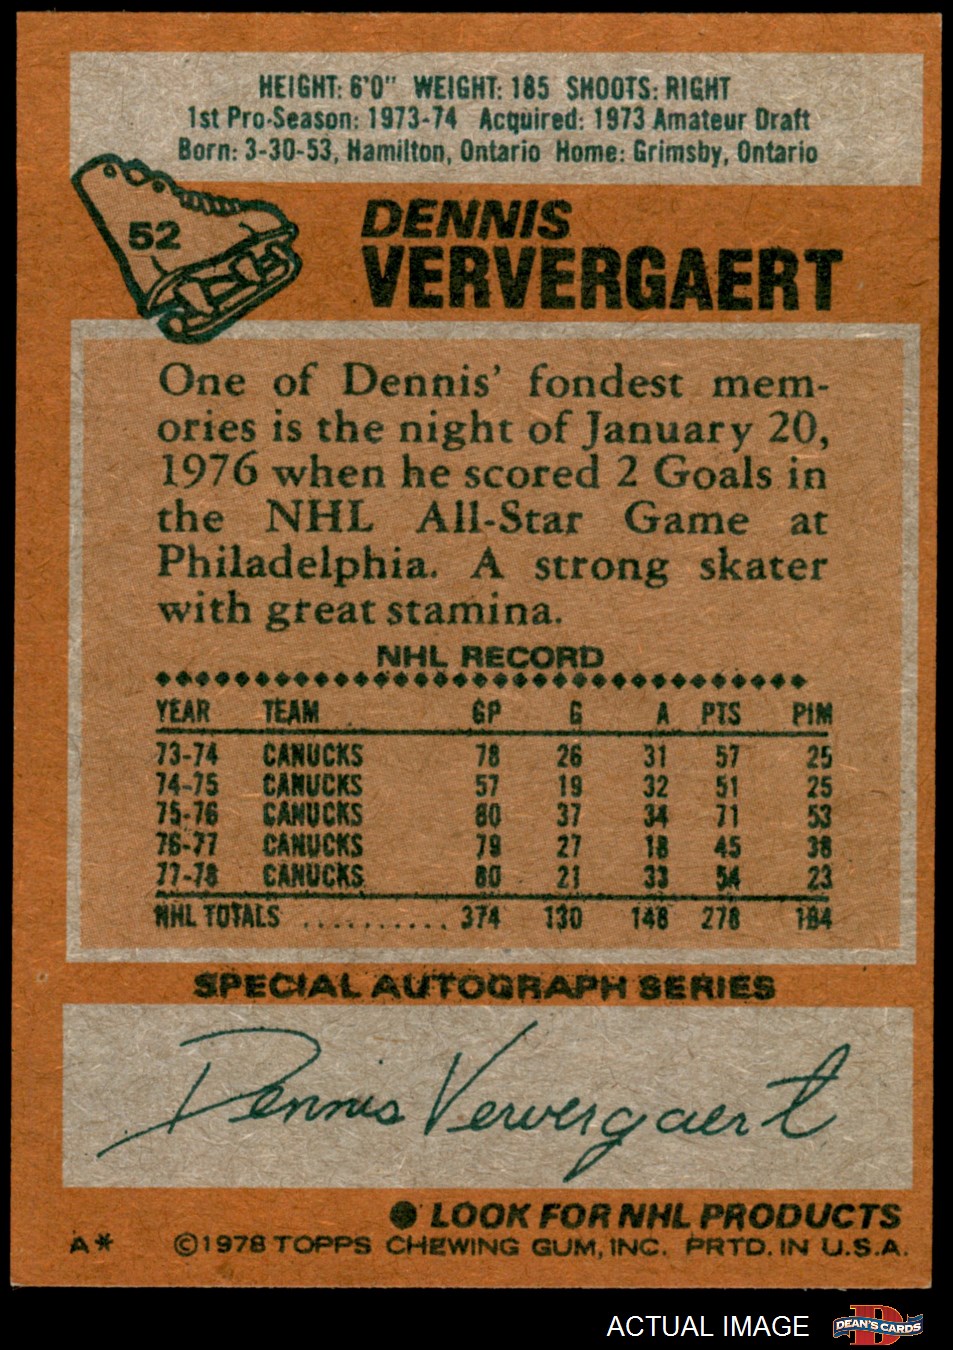 HEIGHT: 6'0" WEIGHT: 185 SHOOTS: RIGHT
1st Pro-Season: 1973-74 Acquired: 1973 Amateur Draft
Born: 3-30-53, Hamilton, Ontario Home: Grimsby, Ontario
52
DENNIS
VERVERGAERT
One of Dennis' fondest mem-
ories is the night of January 20,
1976 when he scored 2 Goals in
the NHL All-Star Game at
Philadelphia. A strong skater
with great stamina.
NHL RECORD
YEAR TEAM GP G A PTS PIM
73-74 CANUCKS 78 26 31 57 25
74-75 CANUCKS 57 19 32 51 25
75-76 CANUCKS 80 37 34 71 53
76-77 CANUCKS 79 27 18 45 38
77-78 CANUCKS 80 21 33 54 23
NHL TOTALS .......... 374 130 148 278 164
SPECIAL AUTOGRAPH SERIES
Dennis Ververgaert
● LOOK FOR NHL PRODUCTS
A* ©1978 TOPPS CHEWING GUM, INC. PRTD. IN U.S.A.
ACTUAL IMAGE D DEAN'S CARDS